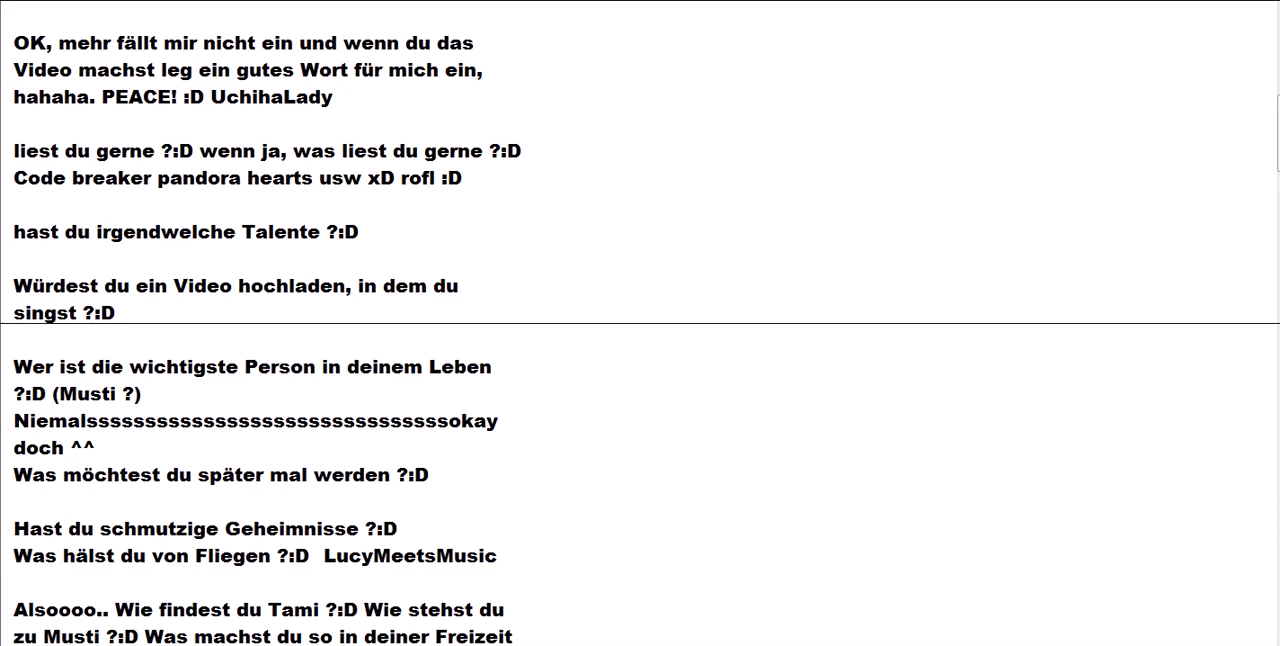 OK, mehr fällt mir nicht ein und wenn du das
Video machst leg ein gutes Wort für mich ein,
hahaha. PEACE! :D UchihaLady
liest du gerne ?:D wenn ja, was liest du gerne ?:D
Code breaker pandora hearts usw xD rofl :D
hast du irgendwelche Talente ?:D
Würdest du ein Video hochladen, in dem du
singst ?:D
Wer ist die wichtigste Person in deinem Leben
?:D (Musti ?)
Niemalsssssssssssssssssssssssssssssssokay
doch ^^
Was möchtest du später mal werden ?:D
Hast du schmutzige Geheimnisse ?:D
Was hälst du von Fliegen ?:D  LucyMeetsMusic
Alsoooo.. Wie findest du Tami ?:D Wie stehst du
zu Musti ?:D Was machst du so in deiner Freizeit